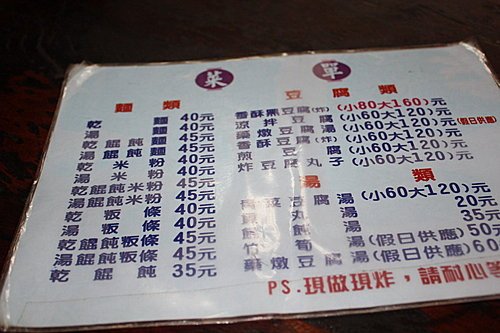 菜 單
麵 類
乾 麵 40元
湯 麵 40元
乾餛飩麵 45元
湯餛飩麵 45元
乾米粉 40元
湯米粉 40元
乾餛飩米粉 45元
湯餛飩米粉 45元
乾粄條 40元
湯粄條 40元
乾餛飩粄條 45元
湯餛飩粄條 45元
乾餛飩 35元
豆腐類
香酥黑豆腐(炸) (小80大160)元
涼拌豆腐 (小60大120)元
藥燉豆腐湯 (小60大120)元(假日供應)
香酥豆腐(炸) (小60大120)元
煎豆腐 (小60大120)元
炸豆腐丸子 (小60大120)元
湯 類
菜豆腐湯 (小60大120)元
貢丸湯 20元
餛飩湯 35元
竹筍湯(假日供應) 50元
藥燉豆腐湯(假日供應) 60
PS.現做現炸，請耐心等